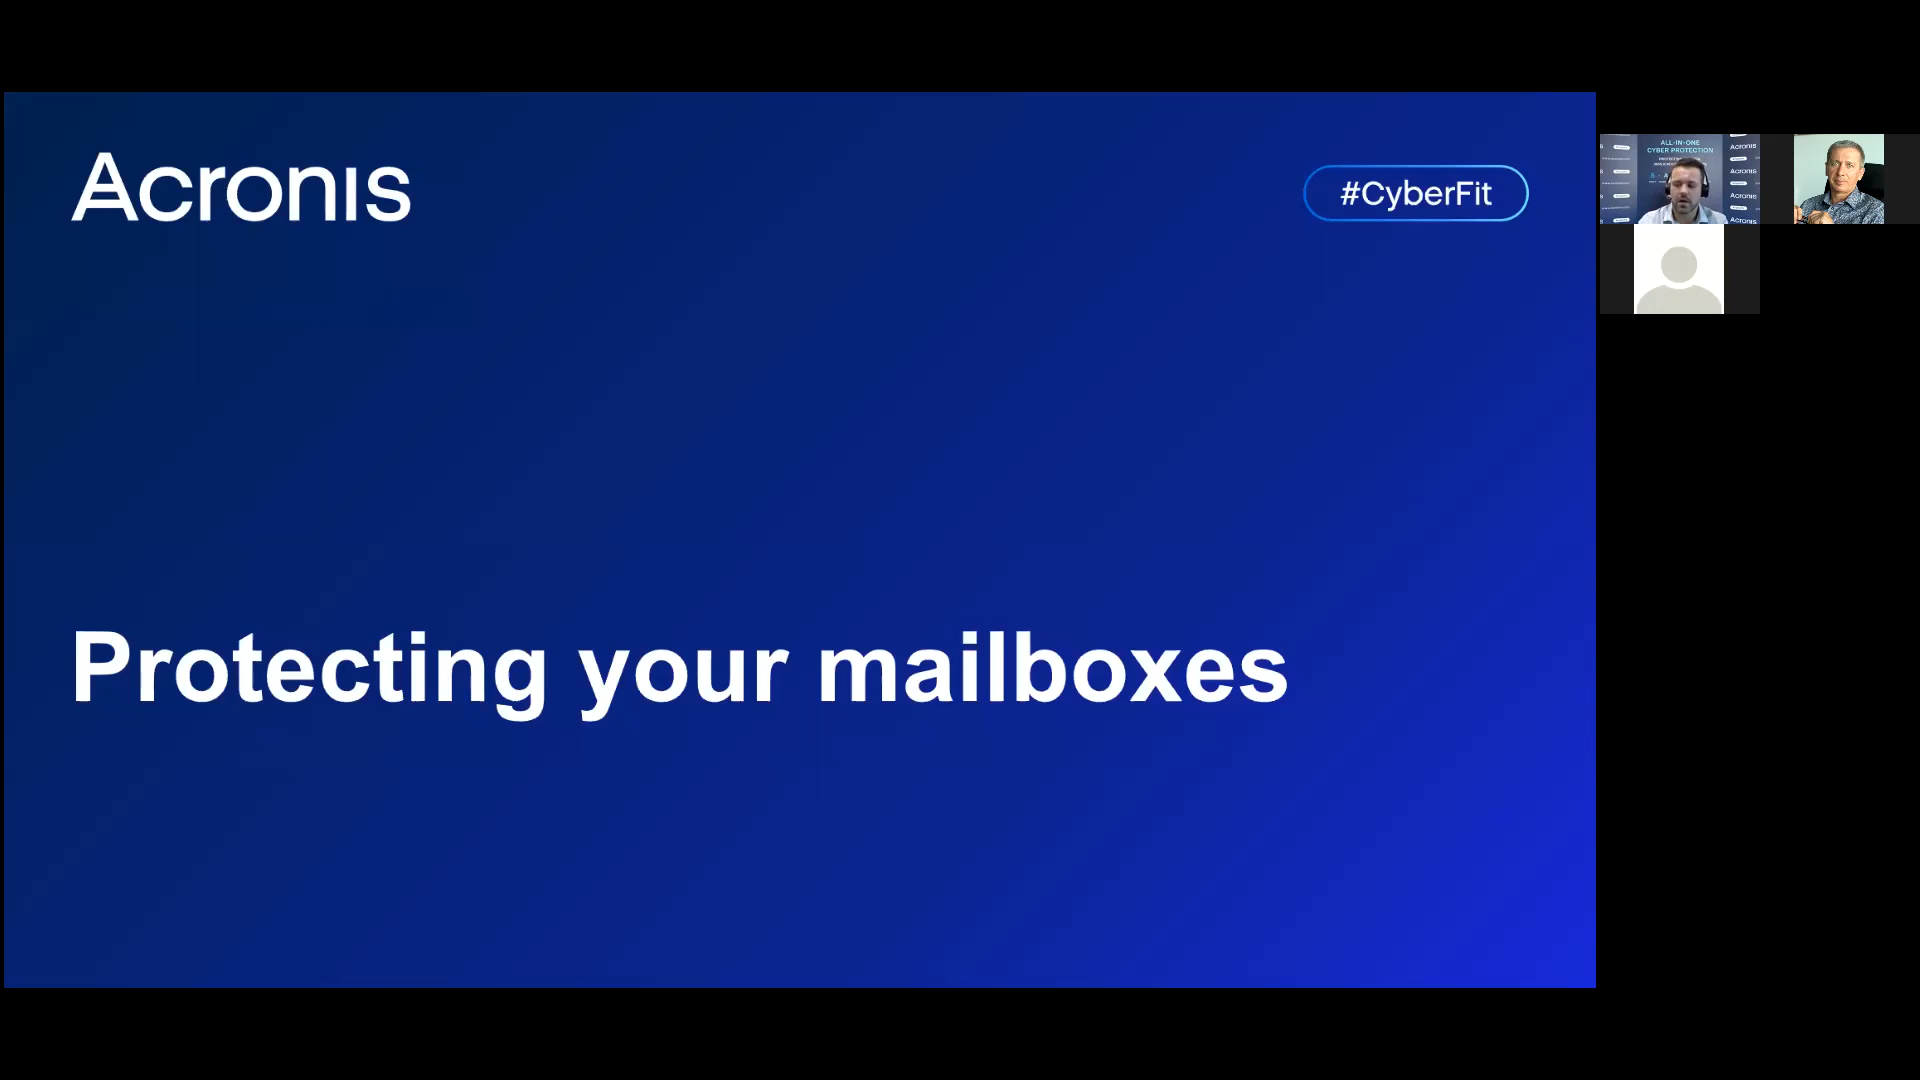 Acronis
#CyberFit
Protecting your mailboxes
ALL-IN-ONE
CYBER PROTECTION
Acronis
Acronis
Acronis
Acronis